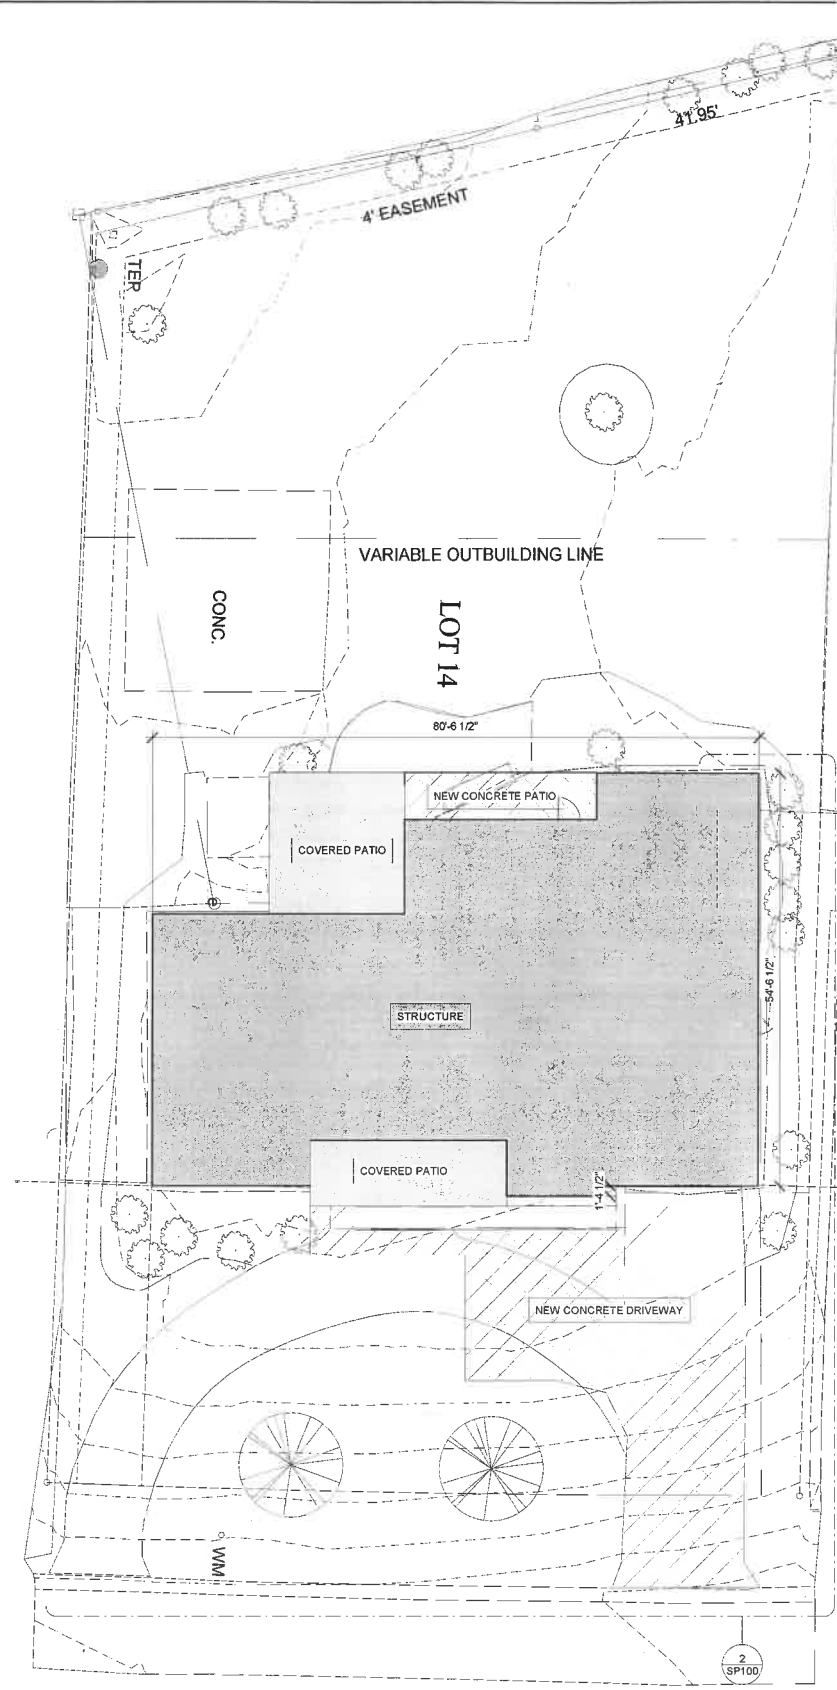 41.95'
4' EASEMENT
TER
VARIABLE OUTBUILDING LINE
CONC.
LOT 14
80'-6 1/2"
NEW CONCRETE PATIO
COVERED PATIO
e
54'-6 1/2"
STRUCTURE
COVERED PATIO
1'-4 1/2"
NEW CONCRETE DRIVEWAY
WM
2
SP100